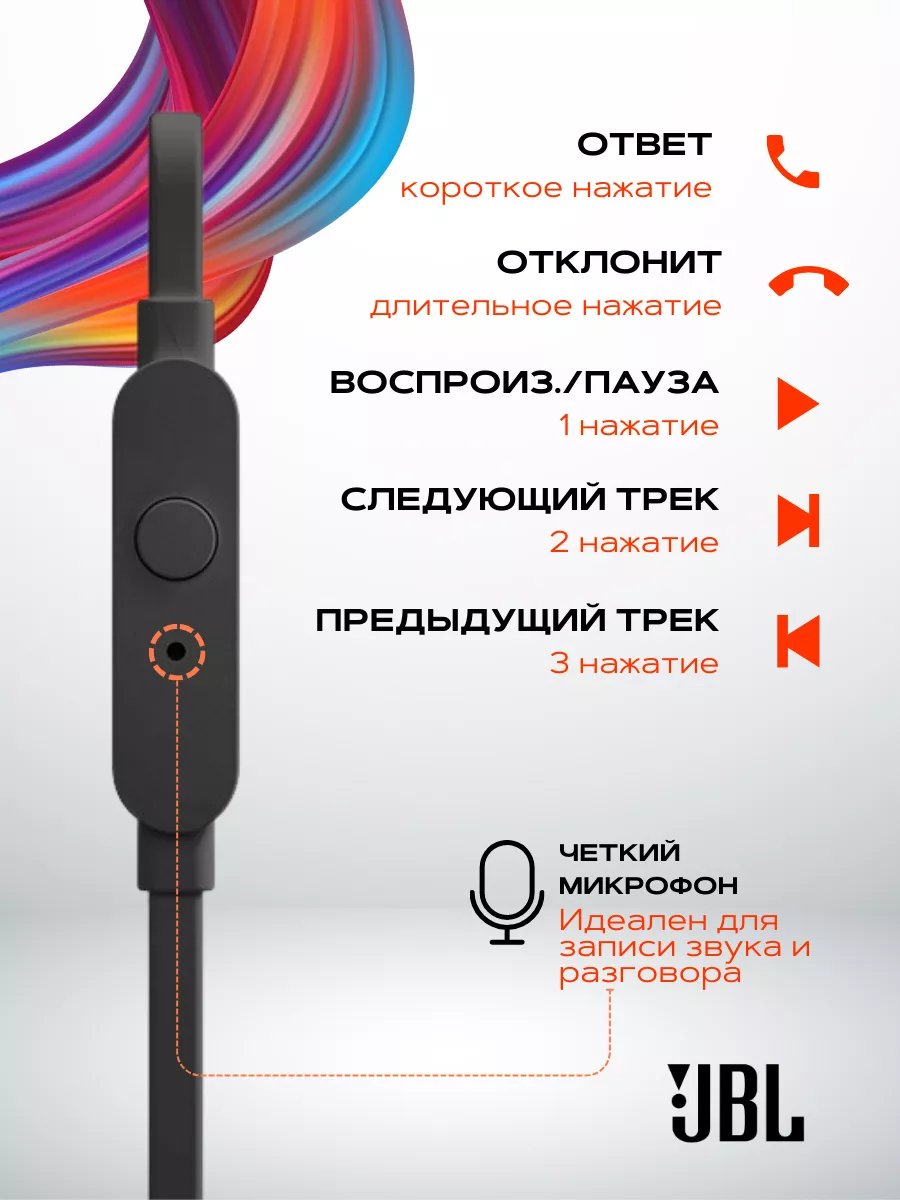 ОТВЕТ
короткое нажатие
ОТКЛОНИТ
длительное нажатие
ВОСПРОИЗ./ПАУЗА
1 нажатие
СЛЕДУЮЩИЙ ТРЕК
2 нажатие
ПРЕДЫДУЩИЙ ТРЕК
3 нажатие
ЧЕТКИЙ
МИКРОФОН
Идеален для
записи звука и
разговора
JBL